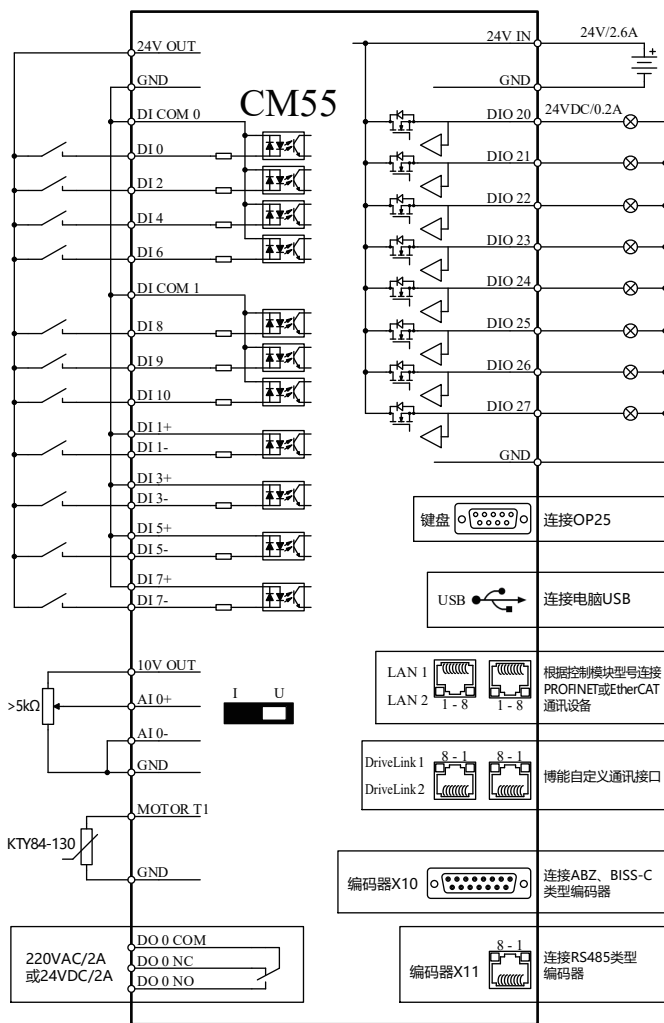 CM55
24V OUT
GND
DI COM 0
DI 0
DI 2
DI 4
DI 6
DI COM 1
DI 8
DI 9
DI 10
DI 1+
DI 1-
DI 3+
DI 3-
DI 5+
DI 5-
DI 7+
DI 7-
10V OUT
I U
>5kΩ
AI 0+
AI 0-
GND
MOTOR T1
KTY84-130
GND
DO 0 COM
220VAC/2A
或24VDC/2A
DO 0 NC
DO 0 NO
24V IN
24V/2.6A
+
GND
DIO 20
24VDC/0.2A
DIO 21
DIO 22
DIO 23
DIO 24
DIO 25
DIO 26
DIO 27
GND
键盘
连接OP25
USB
连接电脑USB
LAN 1
LAN 2
1 - 8
1 - 8
根据控制模块型号连接
PROFINET或EtherCAT
通讯设备
DriveLink 1
DriveLink 2
8 - 1
8 - 1
博能自定义通讯接口
编码器X10
连接ABZ、BISS-C
类型编码器
编码器X11
8 - 1
连接RS485类型
编码器